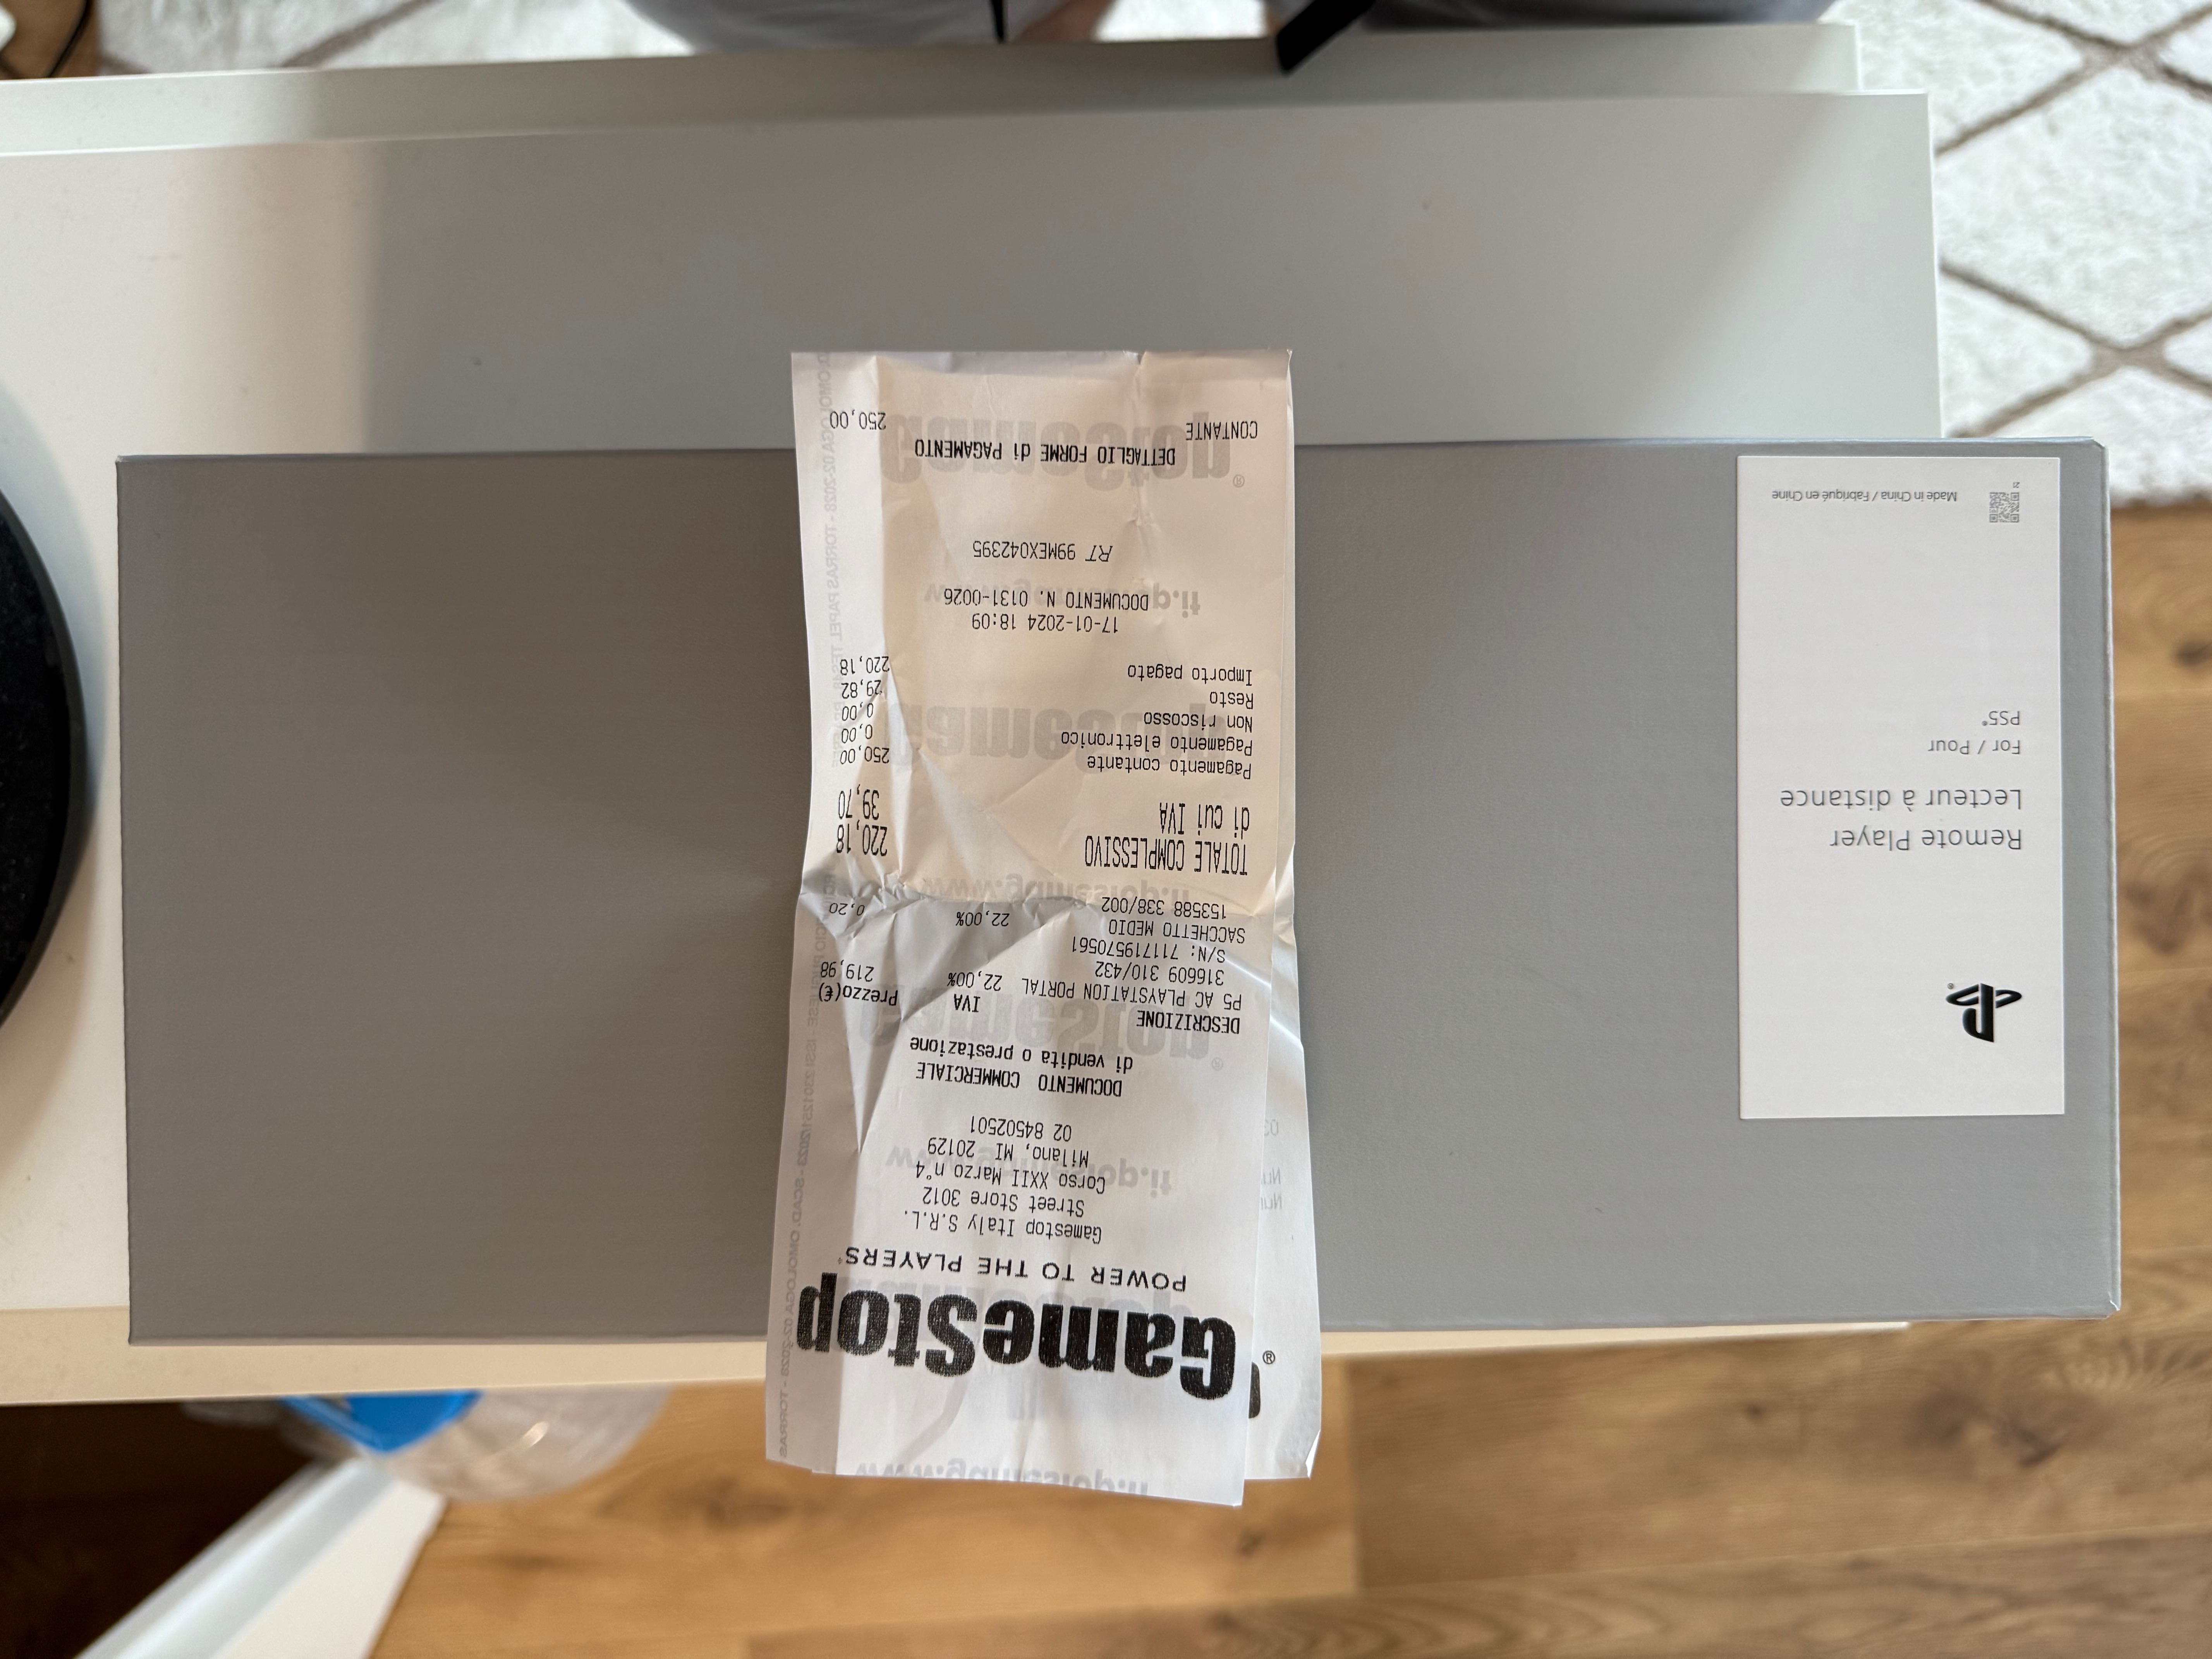 GameStop®
POWER TO THE PLAYERS®
Gamestop Italy S.R.L.
Street Store 3012
Corso XXII Marzo n°4
Milano, MI 20129
02 84502501
DOCUMENTO COMMERCIALE
di vendita o prestazione
DESCRIZIONE IVA Prezzo(€)
P5 AC PLAYSTATION PORTAL 22,00% 219,98
316609 310/432
S/N: 711719570561
SACCHETTO MEDIO 22,00% 0,20
153588 338/002
TOTALE COMPLESSIVO 220,18
di cui IVA 39,70
Pagamento contante 250,00
Pagamento elettronico 0,00
Non riscosso 0,00
Resto 29,82
Importo pagato 220,18
17-01-2024 18:09
DOCUMENTO N. 0131-0026
RT 99MEX042395
DETTAGLIO FORME di PAGAMENTO
CONTANTE 250,00
Remote Player
Lecteur à distance
For / Pour
PS5®
Made in China / Fabriqué en Chine